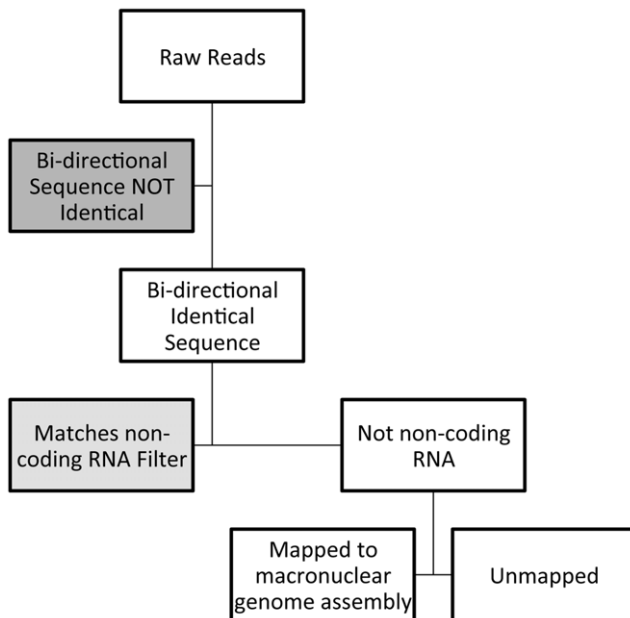 Raw Reads
Bi-directional
Sequence NOT
Identical
Bi-directional
Identical
Sequence
Matches non-
coding RNA Filter
Not non-coding
RNA
Mapped to
macronuclear
genome assembly
Unmapped